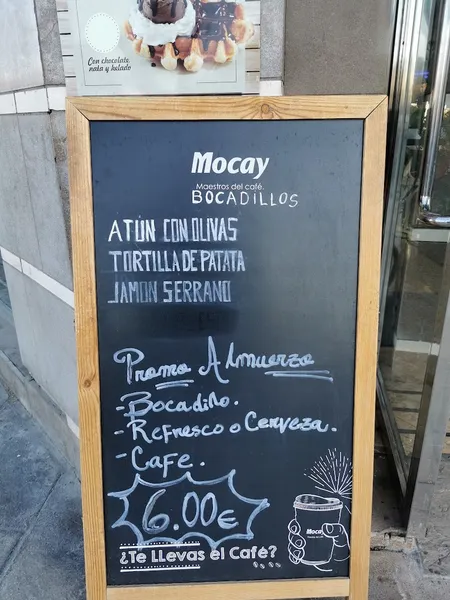 Con chocolate
nata y helado
Mocay
Maestros del café.
BOCADILLOS
ATÚN CON OLIVAS
TORTILLA DE PATATA
JAMON SERRANO
Promo Almuerzo
-Bocadillo.
-Refresco o Cerveza.
-Cafe.
6.00€
Mocay
¿Te LLevas el Café?